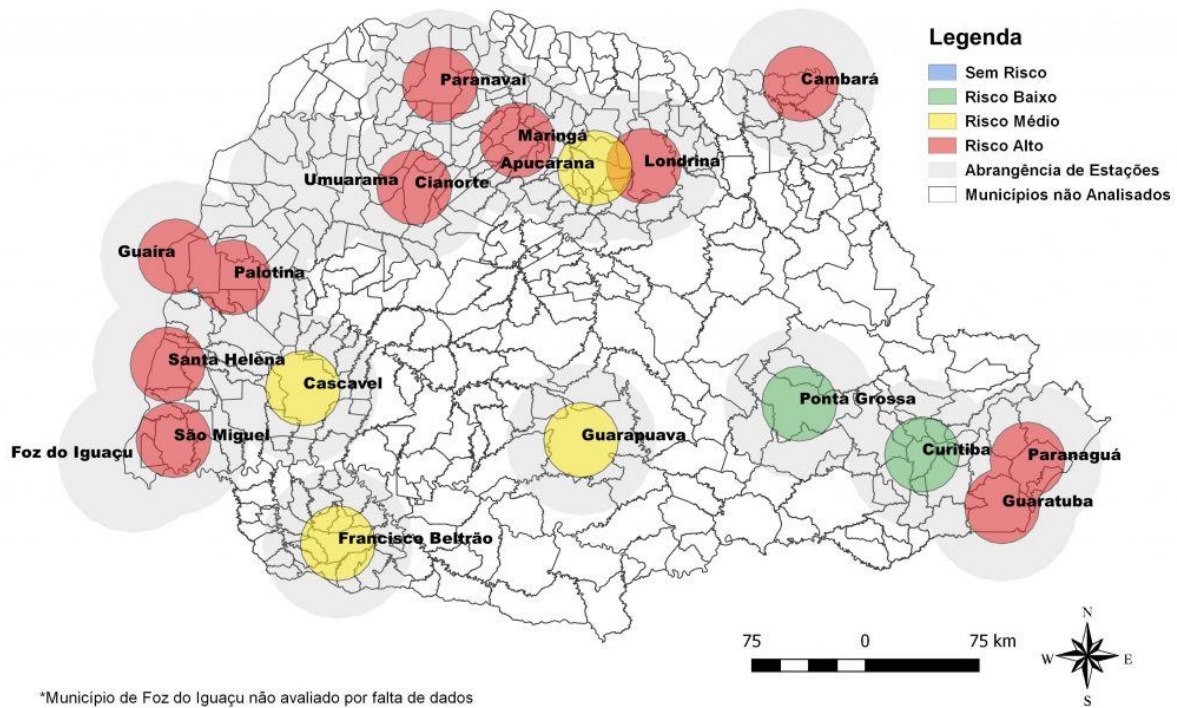 Legenda
Sem Risco
Risco Baixo
Risco Médio
Risco Alto
Abrangência de Estações
Municípios não Analisados
Paranavaí
Cambará
Maringá
Apucarana
Londrina
Umuarama
Cianorte
Guaíra
Palotina
Santa Helena
Cascavel
Ponta Grossa
São Miguel
Guarapuava
Foz do Iguaçu
Curitiba
Paranaguá
Guaratuba
Francisco Beltrão
75 0 75 km
N
W E
S
*Município de Foz do Iguaçu não avaliado por falta de dados